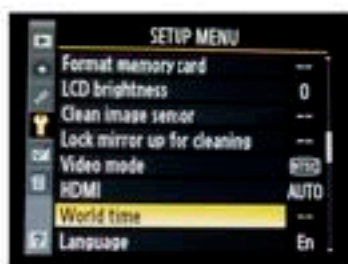 SETUP MENU
Format memory card --
LCD brightness 0
Clean image sensor --
Lock mirror up for cleaning --
Video mode NTSC
HDMI AUTO
World time --
Language En